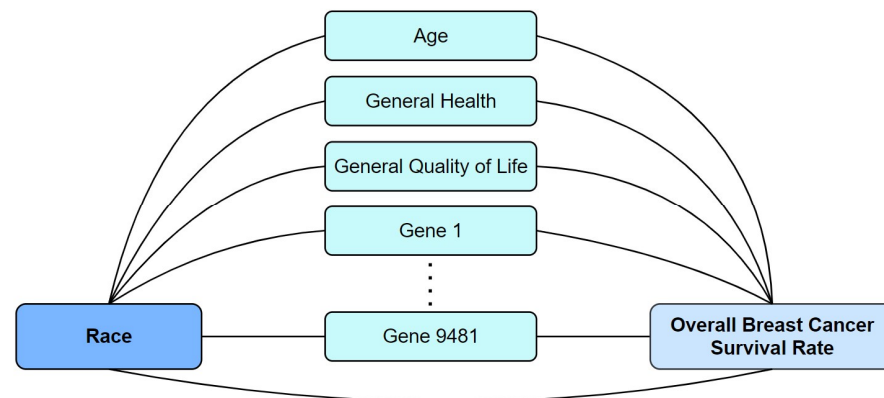 Age
General Health
General Quality of Life
Gene 1
Race
Gene 9481
Overall Breast Cancer
Survival Rate